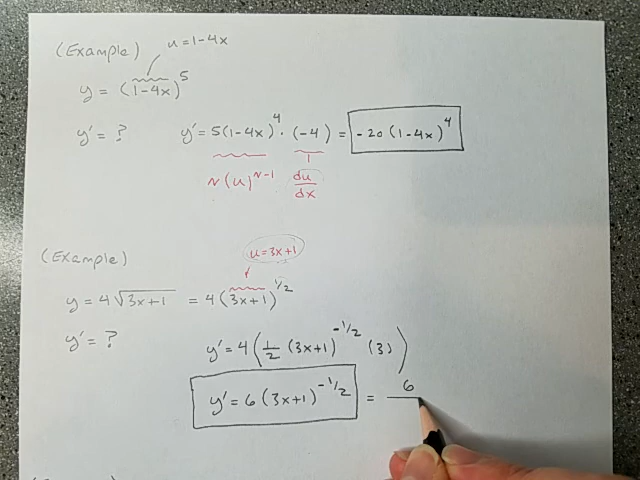 (Example) u=1-4x
y = (1-4x)^5
y' = ? y' = 5(1-4x)^4 · (-4) = -20(1-4x)^4
n(u)^n-1 du/dx
(Example) u=3x+1
y = 4√3x+1 = 4(3x+1)^1/2
y' = ?
y' = 4(1/2 (3x+1)^-1/2 (3))
y' = 6(3x+1)^-1/2 = 6